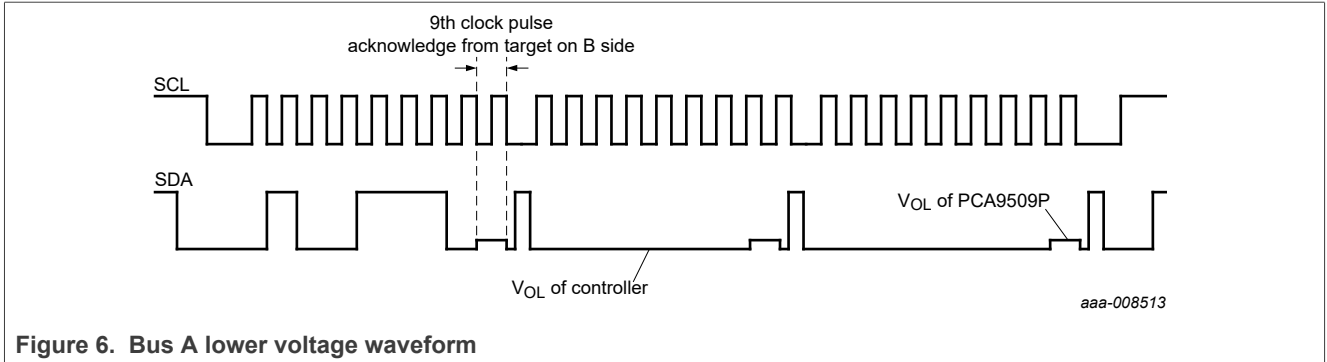 9th clock pulse
acknowledge from target on B side
SCL
SDA
VOL of PCA9509P
VOL of controller
aaa-008513
Figure 6. Bus A lower voltage waveform